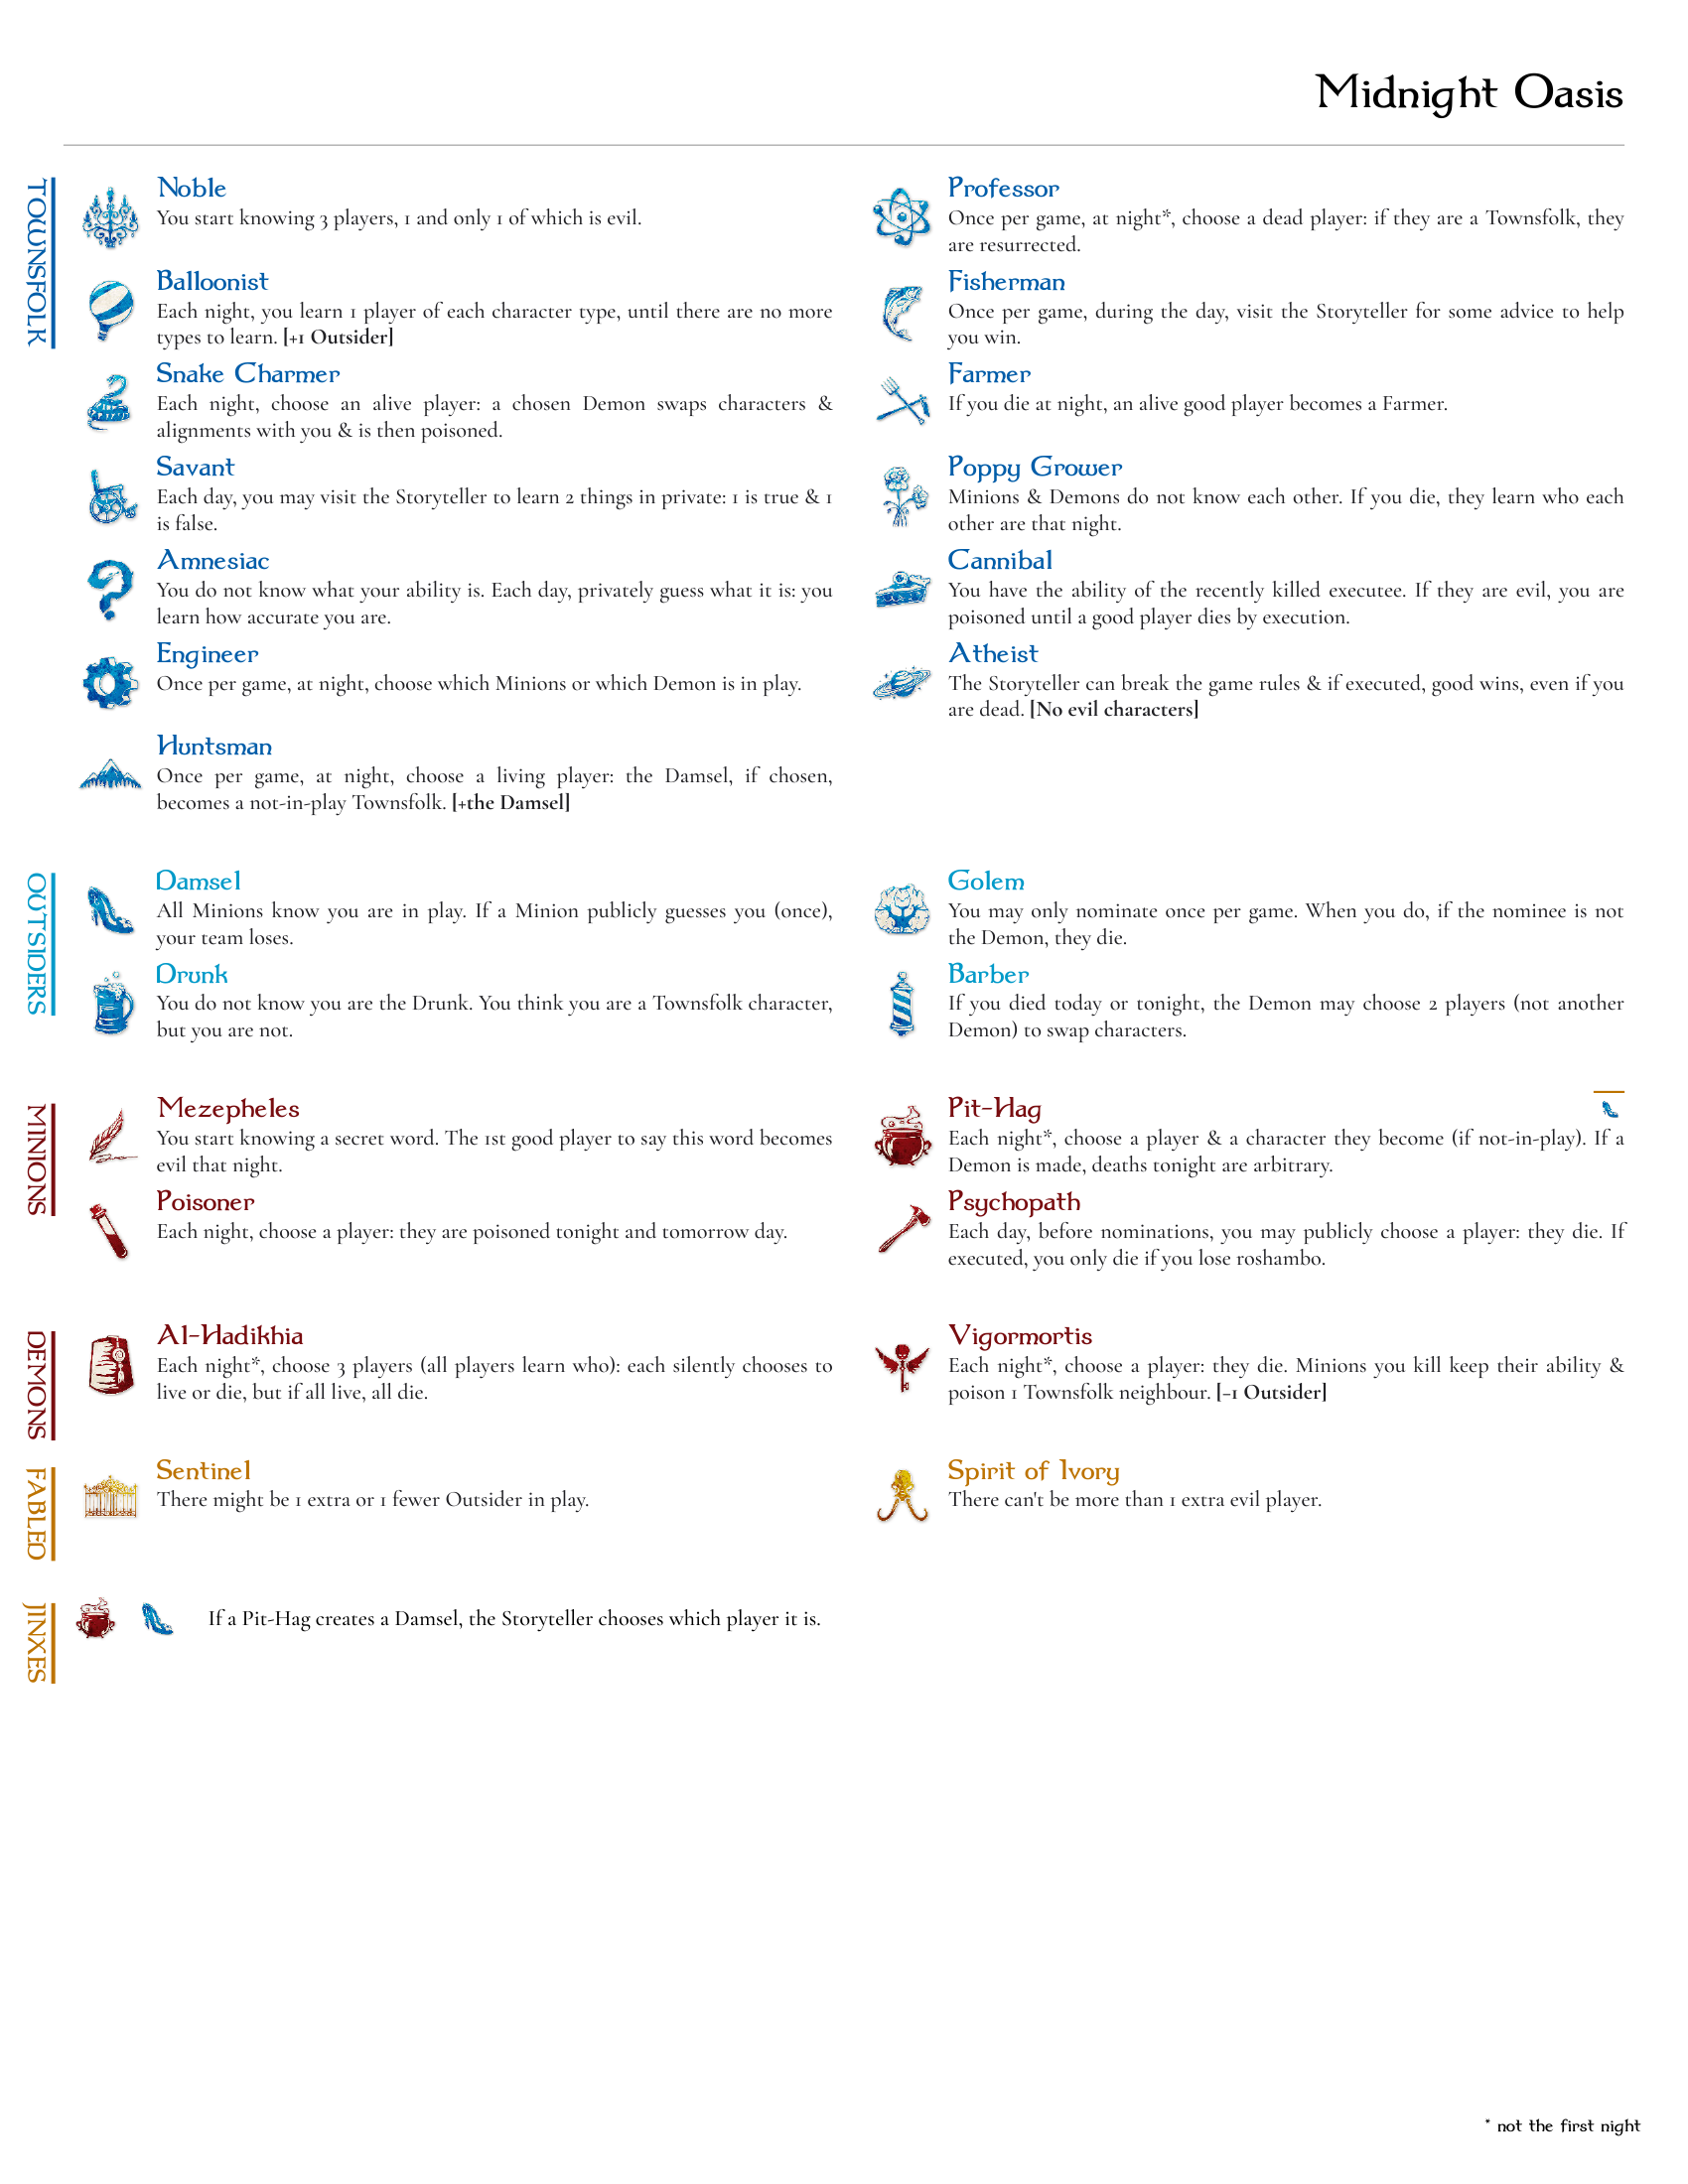 Midnight Oasis
TOWNSFOLK
Noble
You start knowing 3 players, 1 and only 1 of which is evil.
Balloonist
Each night, you learn 1 player of each character type, until there are no more
types to learn. [+1 Outsider]
Snake Charmer
Each night, choose an alive player: a chosen Demon swaps characters &
alignments with you & is then poisoned.
Savant
Each day, you may visit the Storyteller to learn 2 things in private: 1 is true & 1
is false.
Amnesiac
You do not know what your ability is. Each day, privately guess what it is: you
learn how accurate you are.
Engineer
Once per game, at night, choose which Minions or which Demon is in play.
Huntsman
Once per game, at night, choose a living player: the Damsel, if chosen,
becomes a not-in-play Townsfolk. [+the Damsel]
Professor
Once per game, at night*, choose a dead player: if they are a Townsfolk, they
are resurrected.
Fisherman
Once per game, during the day, visit the Storyteller for some advice to help
you win.
Farmer
If you die at night, an alive good player becomes a Farmer.
Poppy Grower
Minions & Demons do not know each other. If you die, they learn who each
other are that night.
Cannibal
You have the ability of the recently killed executee. If they are evil, you are
poisoned until a good player dies by execution.
Atheist
The Storyteller can break the game rules & if executed, good wins, even if you
are dead. [No evil characters]
OUTSIDERS
Damsel
All Minions know you are in play. If a Minion publicly guesses you (once),
your team loses.
Drunk
You do not know you are the Drunk. You think you are a Townsfolk character,
but you are not.
Golem
You may only nominate once per game. When you do, if the nominee is not
the Demon, they die.
Barber
If you died today or tonight, the Demon may choose 2 players (not another
Demon) to swap characters.
MINIONS
Mezepheles
You start knowing a secret word. The 1st good player to say this word becomes
evil that night.
Poisoner
Each night, choose a player: they are poisoned tonight and tomorrow day.
Pit-Hag
Each night*, choose a player & a character they become (if not-in-play). If a
Demon is made, deaths tonight are arbitrary.
Psychopath
Each day, before nominations, you may publicly choose a player: they die. If
executed, you only die if you lose roshambo.
DEMONS
Al-Hadikhia
Each night*, choose 3 players (all players learn who): each silently chooses to
live or die, but if all live, all die.
Vigormortis
Each night*, choose a player: they die. Minions you kill keep their ability &
poison 1 Townsfolk neighbour. [-1 Outsider]
FABLED
Sentinel
There might be 1 extra or 1 fewer Outsider in play.
Spirit of Ivory
There can't be more than 1 extra evil player.
JINXES
If a Pit-Hag creates a Damsel, the Storyteller chooses which player it is.
* not the first night